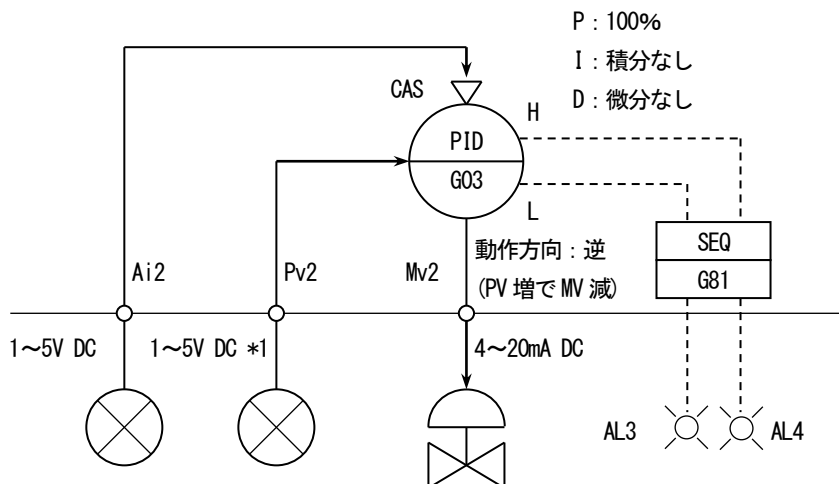 P：100%
I：積分なし
D：微分なし
CAS
H
PID
G03
L
SEQ
G81
Ai2
Pv2
Mv2
動作方向：逆
(PV 増で MV 減)
1～5V DC
1～5V DC *1
4～20mA DC
AL3
AL4